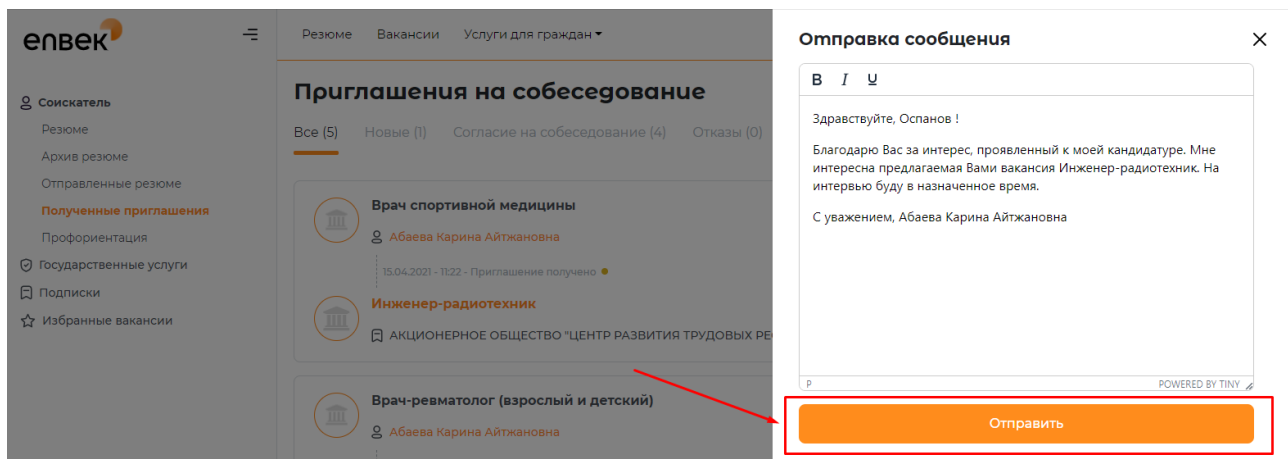 enbek
Соискатель
Резюме
Архив резюме
Отправленные резюме
Полученные приглашения
Профориентация
Государственные услуги
Подписки
Избранные вакансии
Резюме Вакансии Услуги для граждан
Приглашения на собеседование
Все (5) Новые (1) Согласие на собеседование (4) Отказы (0)
Врач спортивной медицины
Абаева Карина Айтжановна
15.04.2021 - 11:22 - Приглашение получено
Инженер-радиотехник
АКЦИОНЕРНОЕ ОБЩЕСТВО "ЦЕНТР РАЗВИТИЯ ТРУДОВЫХ РЕ
Врач-ревматолог (взрослый и детский)
Абаева Карина Айтжановна
Отправка сообщения
B I U
Здравствуйте, Оспанов !
Благодарю Вас за интерес, проявленный к моей кандидатуре. Мне
интересна предлагаемая Вами вакансия Инженер-радиотехник. На
интервью буду в назначенное время.
С уважением, Абаева Карина Айтжановна
P POWERED BY TINY
Отправить